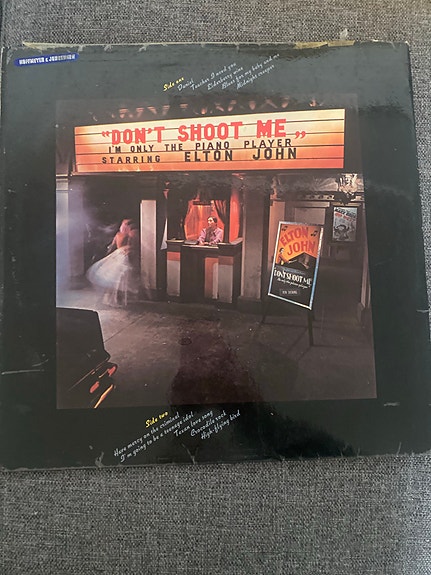 Side one
Daniel
Teacher I need you
Elderberry wine
Blues for my baby and me
Midnight creeper
"DON'T SHOOT ME"
I'M ONLY THE PIANO PLAYER
STARRING ELTON JOHN
ELTON
JOHN
DON'T SHOOT ME
Side two
Have mercy on the criminal
I'm going to be a teenage idol
Texan love song
Crocodile rock
High-flying bird